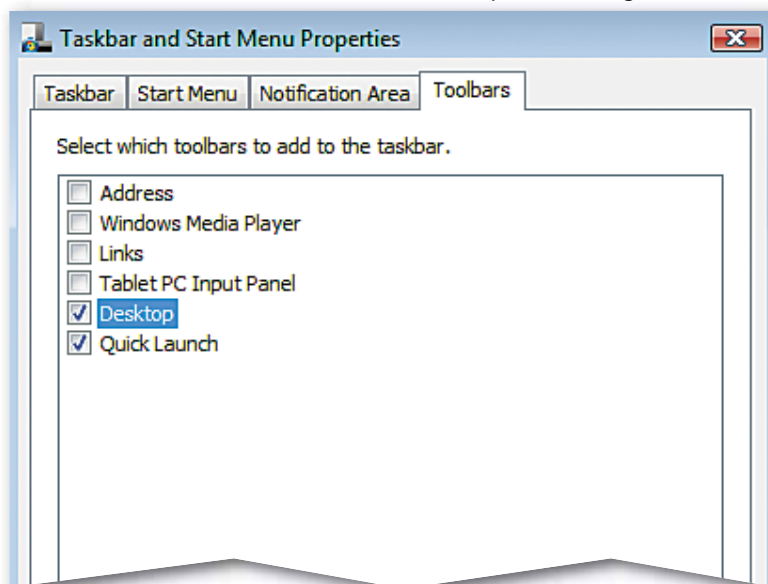 Taskbar and Start Menu Properties
Taskbar Start Menu Notification Area Toolbars
Select which toolbars to add to the taskbar.
Address
Windows Media Player
Links
Tablet PC Input Panel
Desktop
Quick Launch